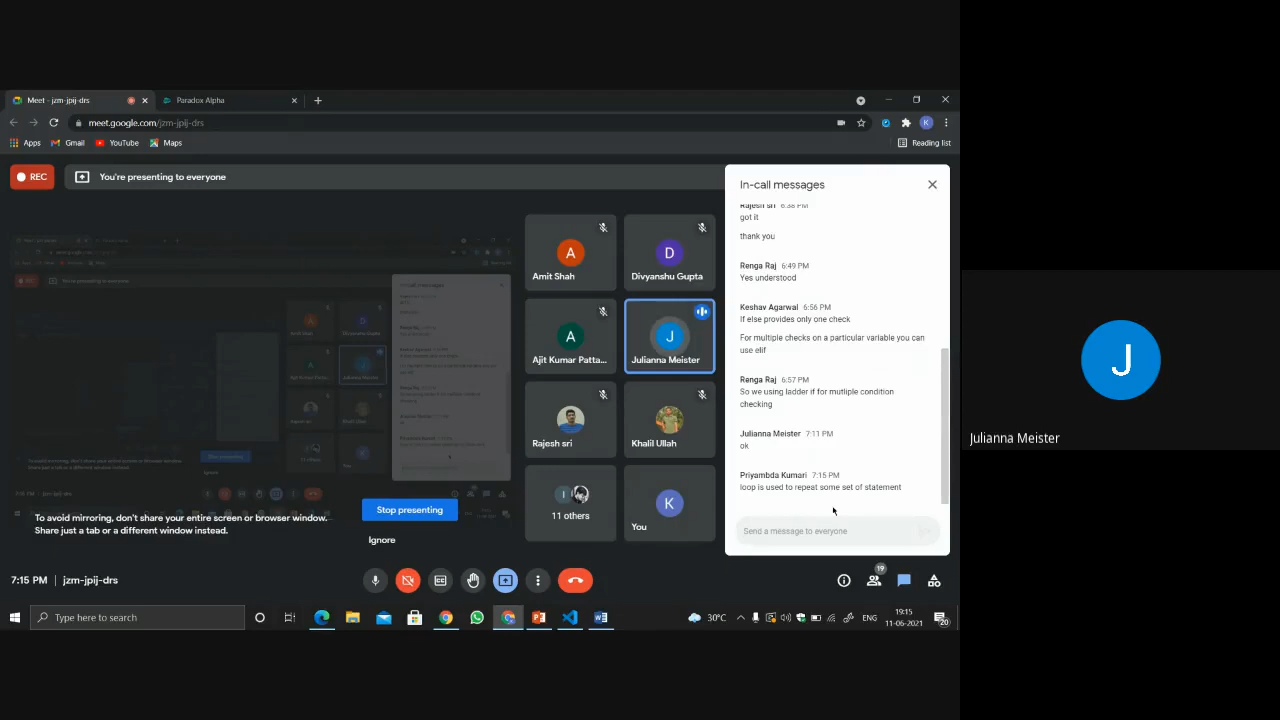 Meet - jzm-jpij-drs
Paradox Alpha
meet.google.com/jzm-jpij-drs
K
Apps
Gmail
YouTube
Maps
Reading list
REC
You're presenting to everyone
To avoid mirroring, don't share your entire screen or browser window.
Share just a tab or a different window instead.
Stop presenting
Ignore
A
Amit Shah
D
Divyanshu Gupta
A
Ajit Kumar Patta...
J
Julianna Meister
Rajesh sri
Khalil Ullah
I
11 others
K
You
In-call messages
Rajesh sri 6:38 PM
got it
thank you
Renga Raj 6:49 PM
Yes understood
Keshav Agarwal 6:56 PM
If else provides only one check
For multiple checks on a particular variable you can
use elif
Renga Raj 6:57 PM
So we using ladder if for mutliple condition
checking
Julianna Meister 7:11 PM
ok
Priyambda Kumari 7:15 PM
loop is used to repeat some set of statement
Send a message to everyone
7:15 PM | jzm-jpij-drs
19
Type here to search
30°C
ENG
19:15
11-06-2021
20
J
Julianna Meister